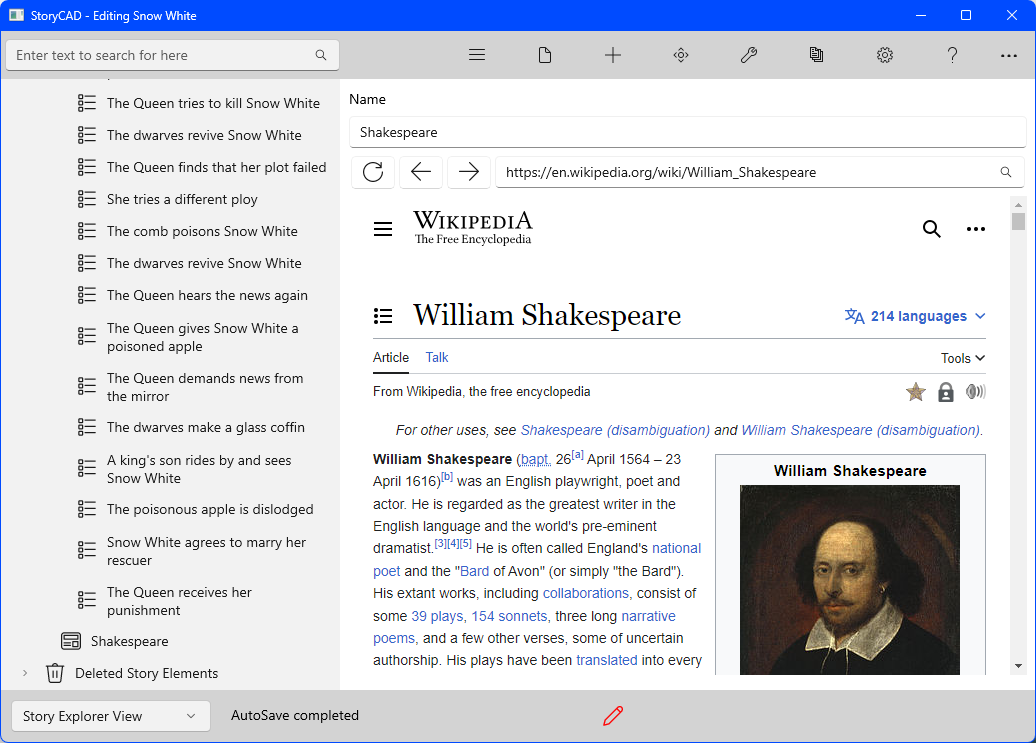 StoryCAD - Editing Snow White
Enter text to search for here
The Queen tries to kill Snow White
The dwarves revive Snow White
The Queen finds that her plot failed
She tries a different ploy
The comb poisons Snow White
The dwarves revive Snow White
The Queen hears the news again
The Queen gives Snow White a
poisoned apple
The Queen demands news from
the mirror
The dwarves make a glass coffin
A king's son rides by and sees
Snow White
The poisonous apple is dislodged
Snow White agrees to marry her
rescuer
The Queen receives her
punishment
Shakespeare
Deleted Story Elements
Name
Shakespeare
https://en.wikipedia.org/wiki/William_Shakespeare
WIKIPEDIA
The Free Encyclopedia
William Shakespeare
214 languages
Article Talk
Tools
From Wikipedia, the free encyclopedia
For other uses, see Shakespeare (disambiguation) and William Shakespeare (disambiguation).
William Shakespeare (bapt. 26[a] April 1564 – 23
April 1616)[b] was an English playwright, poet and
actor. He is regarded as the greatest writer in the
English language and the world's pre-eminent
dramatist.[3][4][5] He is often called England's national
poet and the "Bard of Avon" (or simply "the Bard").
His extant works, including collaborations, consist of
some 39 plays, 154 sonnets, three long narrative
poems, and a few other verses, some of uncertain
authorship. His plays have been translated into every
William Shakespeare
Story Explorer View
AutoSave completed